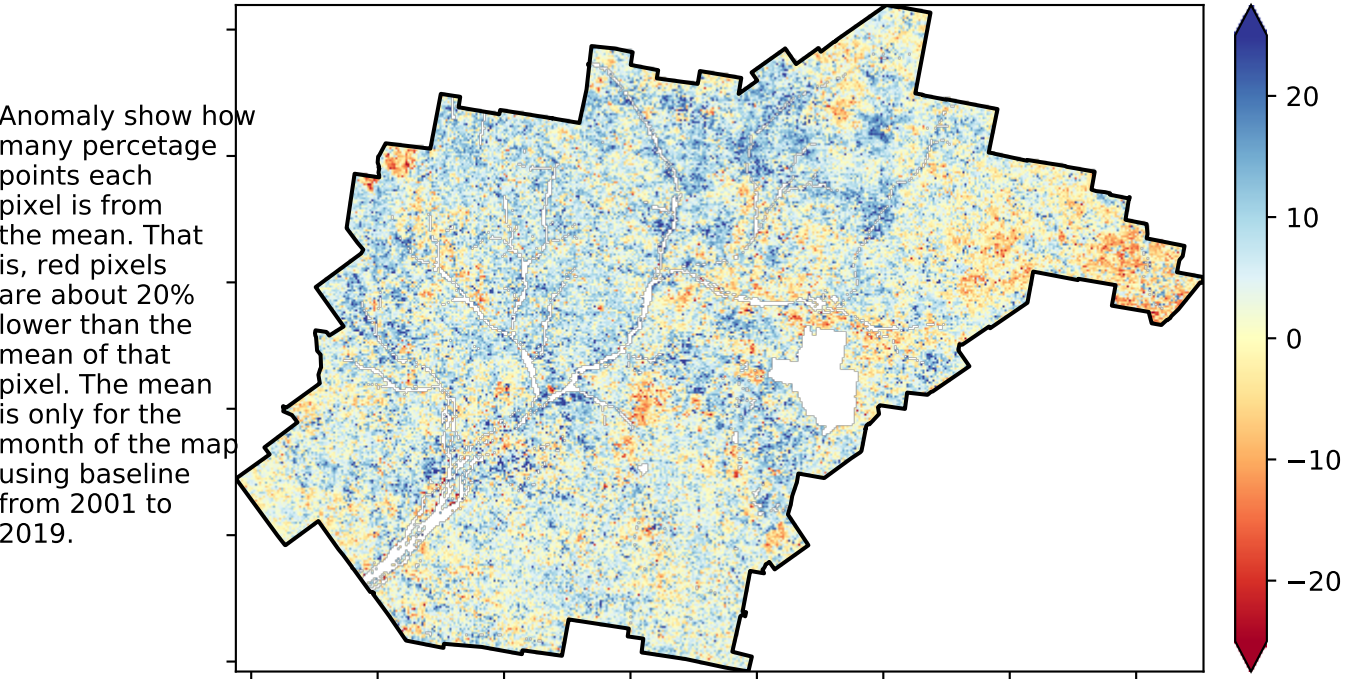 Anomaly show how
many percetage
points each
pixel is from
the mean. That
is, red pixels
are about 20%
lower than the
mean of that
pixel. The mean
is only for the
month of the map
using baseline
from 2001 to
2019.
20
10
0
−10
−20